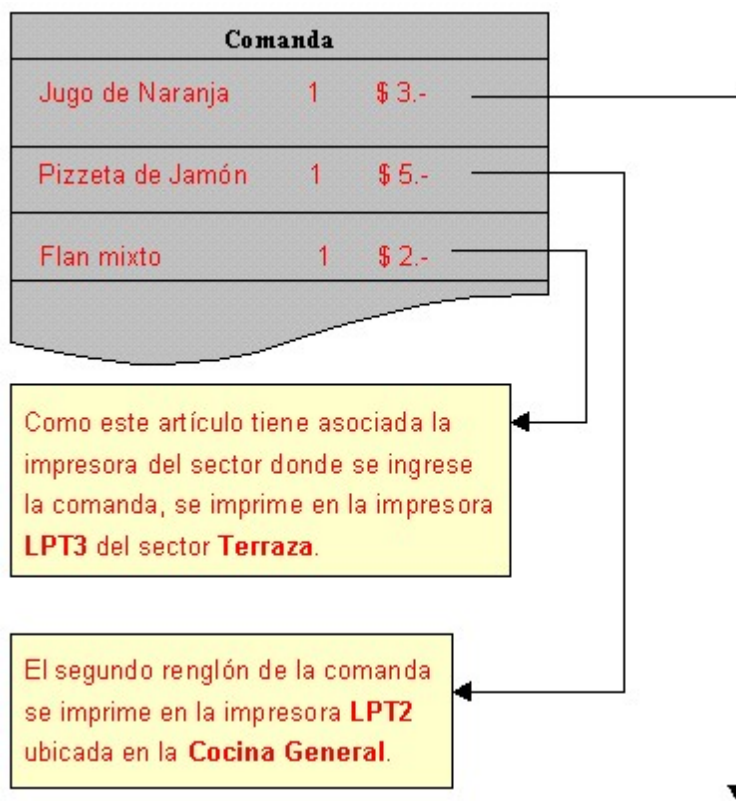 Comanda
Jugo de Naranja 1 $ 3.-
Pizzeta de Jamón 1 $ 5.-
Flan mixto 1 $ 2.-
Como este artículo tiene asociada la
impresora del sector donde se ingrese
la comanda, se imprime en la impresora
LPT3 del sector Terraza.
El segundo renglón de la comanda
se imprime en la impresora LPT2
ubicada en la Cocina General.